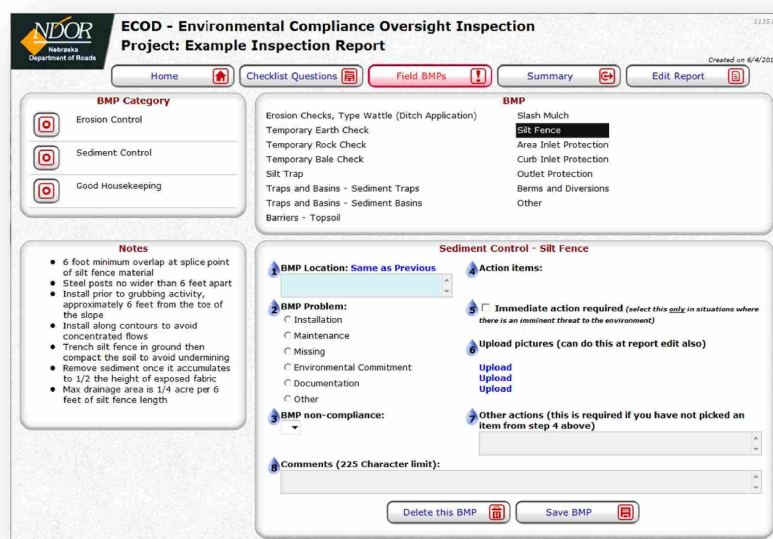 NDOR
Nebraska
Department of Roads
ECOD - Environmental Compliance Oversight Inspection
Project: Example Inspection Report
Created on 6/4/201
Home
Checklist Questions
Field BMPs
Summary
Edit Report
BMP Category
Erosion Control
Sediment Control
Good Housekeeping
BMP
Erosion Checks, Type Wattle (Ditch Application)
Temporary Earth Check
Temporary Rock Check
Temporary Bale Check
Silt Trap
Traps and Basins - Sediment Traps
Traps and Basins - Sediment Basins
Barriers - Topsoil
Slash Mulch
Silt Fence
Area Inlet Protection
Curb Inlet Protection
Outlet Protection
Berms and Diversions
Other
Notes
6 foot minimum overlap at splice point
of silt fence material
Steel posts no wider than 6 feet apart
Install prior to grubbing activity,
approximately 6 feet from the toe of
the slope
Install along contours to avoid
concentrated flows
Trench silt fence in ground then
compact the soil to avoid undermining
Remove sediment once it accumulates
to 1/2 the height of exposed fabric
Max drainage area is 1/4 acre per 6
feet of silt fence length
Sediment Control - Silt Fence
1 BMP Location: Same as Previous
2 BMP Problem:
Installation
Maintenance
Missing
Environmental Commitment
Documentation
Other
3 BMP non-compliance:
4 Action items:
5 Immediate action required (select this only in situations where
there is an imminent threat to the environment)
6 Upload pictures (can do this at report edit also)
Upload
Upload
Upload
7 Other actions (this is required if you have not picked an
item from step 4 above)
8 Comments (225 Character limit):
Delete this BMP
Save BMP